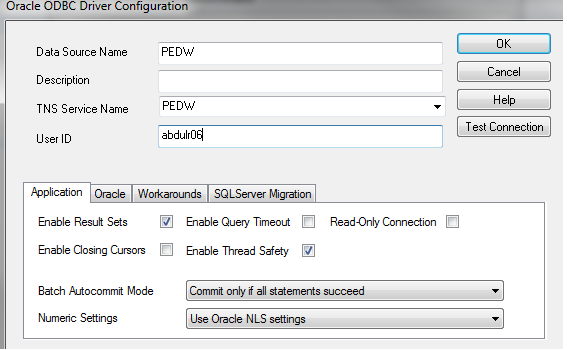 Oracle ODBC Driver Configuration
Data Source Name PEDW OK
Description Cancel
TNS Service Name PEDW Help
User ID abdulr06 Test Connection
Application Oracle Workarounds SQLServer Migration
Enable Result Sets Enable Query Timeout Read-Only Connection
Enable Closing Cursors Enable Thread Safety
Batch Autocommit Mode Commit only if all statements succeed
Numeric Settings Use Oracle NLS settings